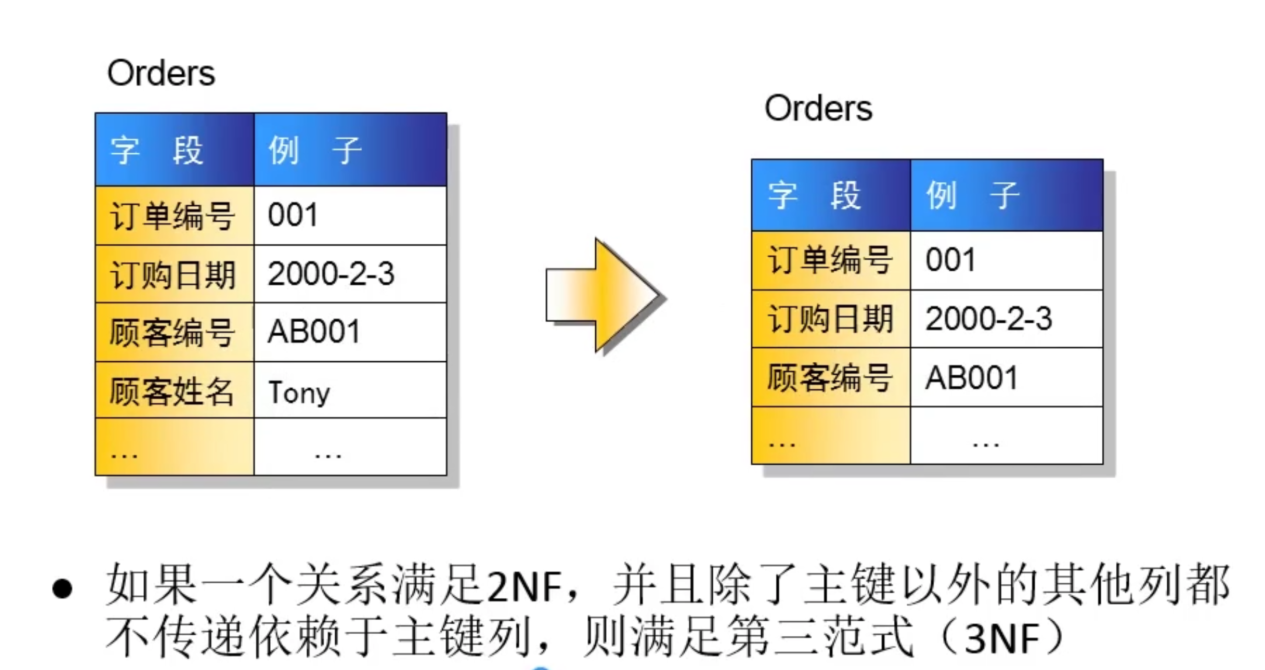 Orders
字 段 例 子
订单编号 001
订购日期 2000-2-3
顾客编号 AB001
顾客姓名 Tony
... ...
Orders
字 段 例 子
订单编号 001
订购日期 2000-2-3
顾客编号 AB001
... ...
● 如果一个关系满足2NF，并且除了主键以外的其他列都
不传递依赖于主键列，则满足第三范式（3NF）